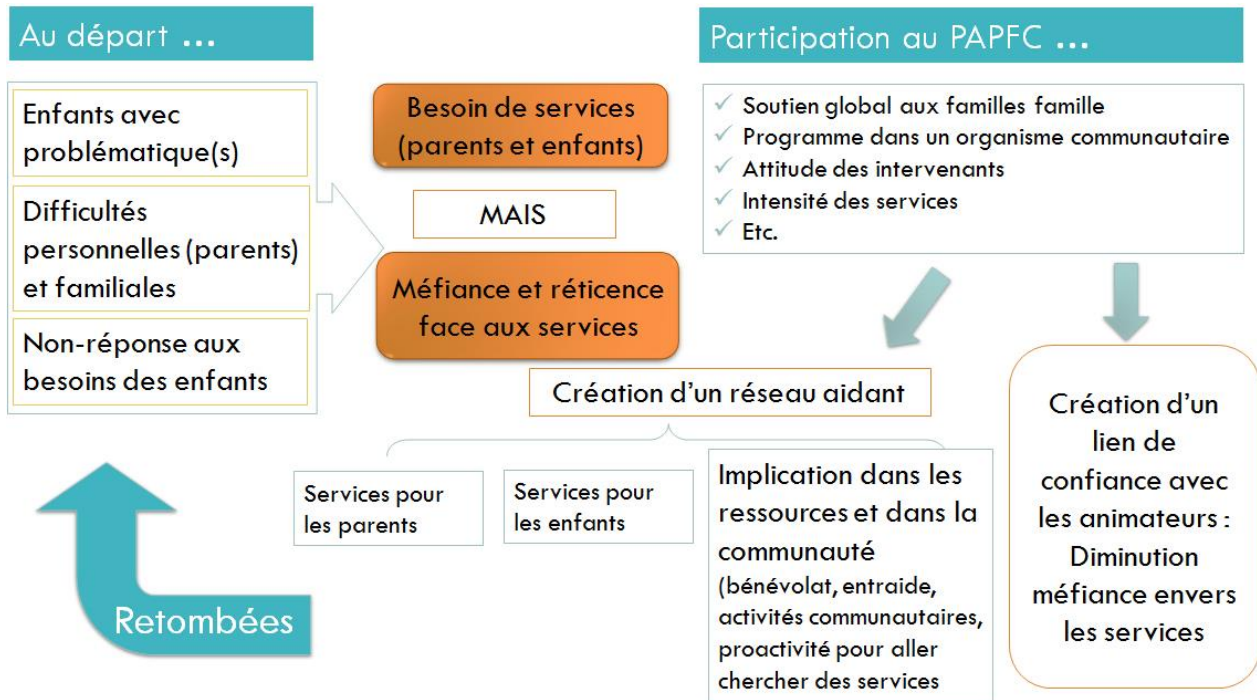 Au départ ...
Enfants avec
problématique(s)
Difficultés
personnelles (parents)
et familiales
Non-réponse aux
besoins des enfants
Besoin de services
(parents et enfants)
MAIS
Méfiance et réticence
face aux services
Participation au PAPFC ...
✓ Soutien global aux familles famille
✓ Programme dans un organisme communautaire
✓ Attitude des intervenants
✓ Intensité des services
✓ Etc.
Création d'un réseau aidant
Services pour
les parents
Services pour
les enfants
Implication dans les
ressources et dans la
communauté
(bénévolat, entraide,
activités communautaires,
proactivité pour aller
chercher des services
Création d'un
lien de
confiance avec
les animateurs :
Diminution
méfiance envers
les services
Retombées